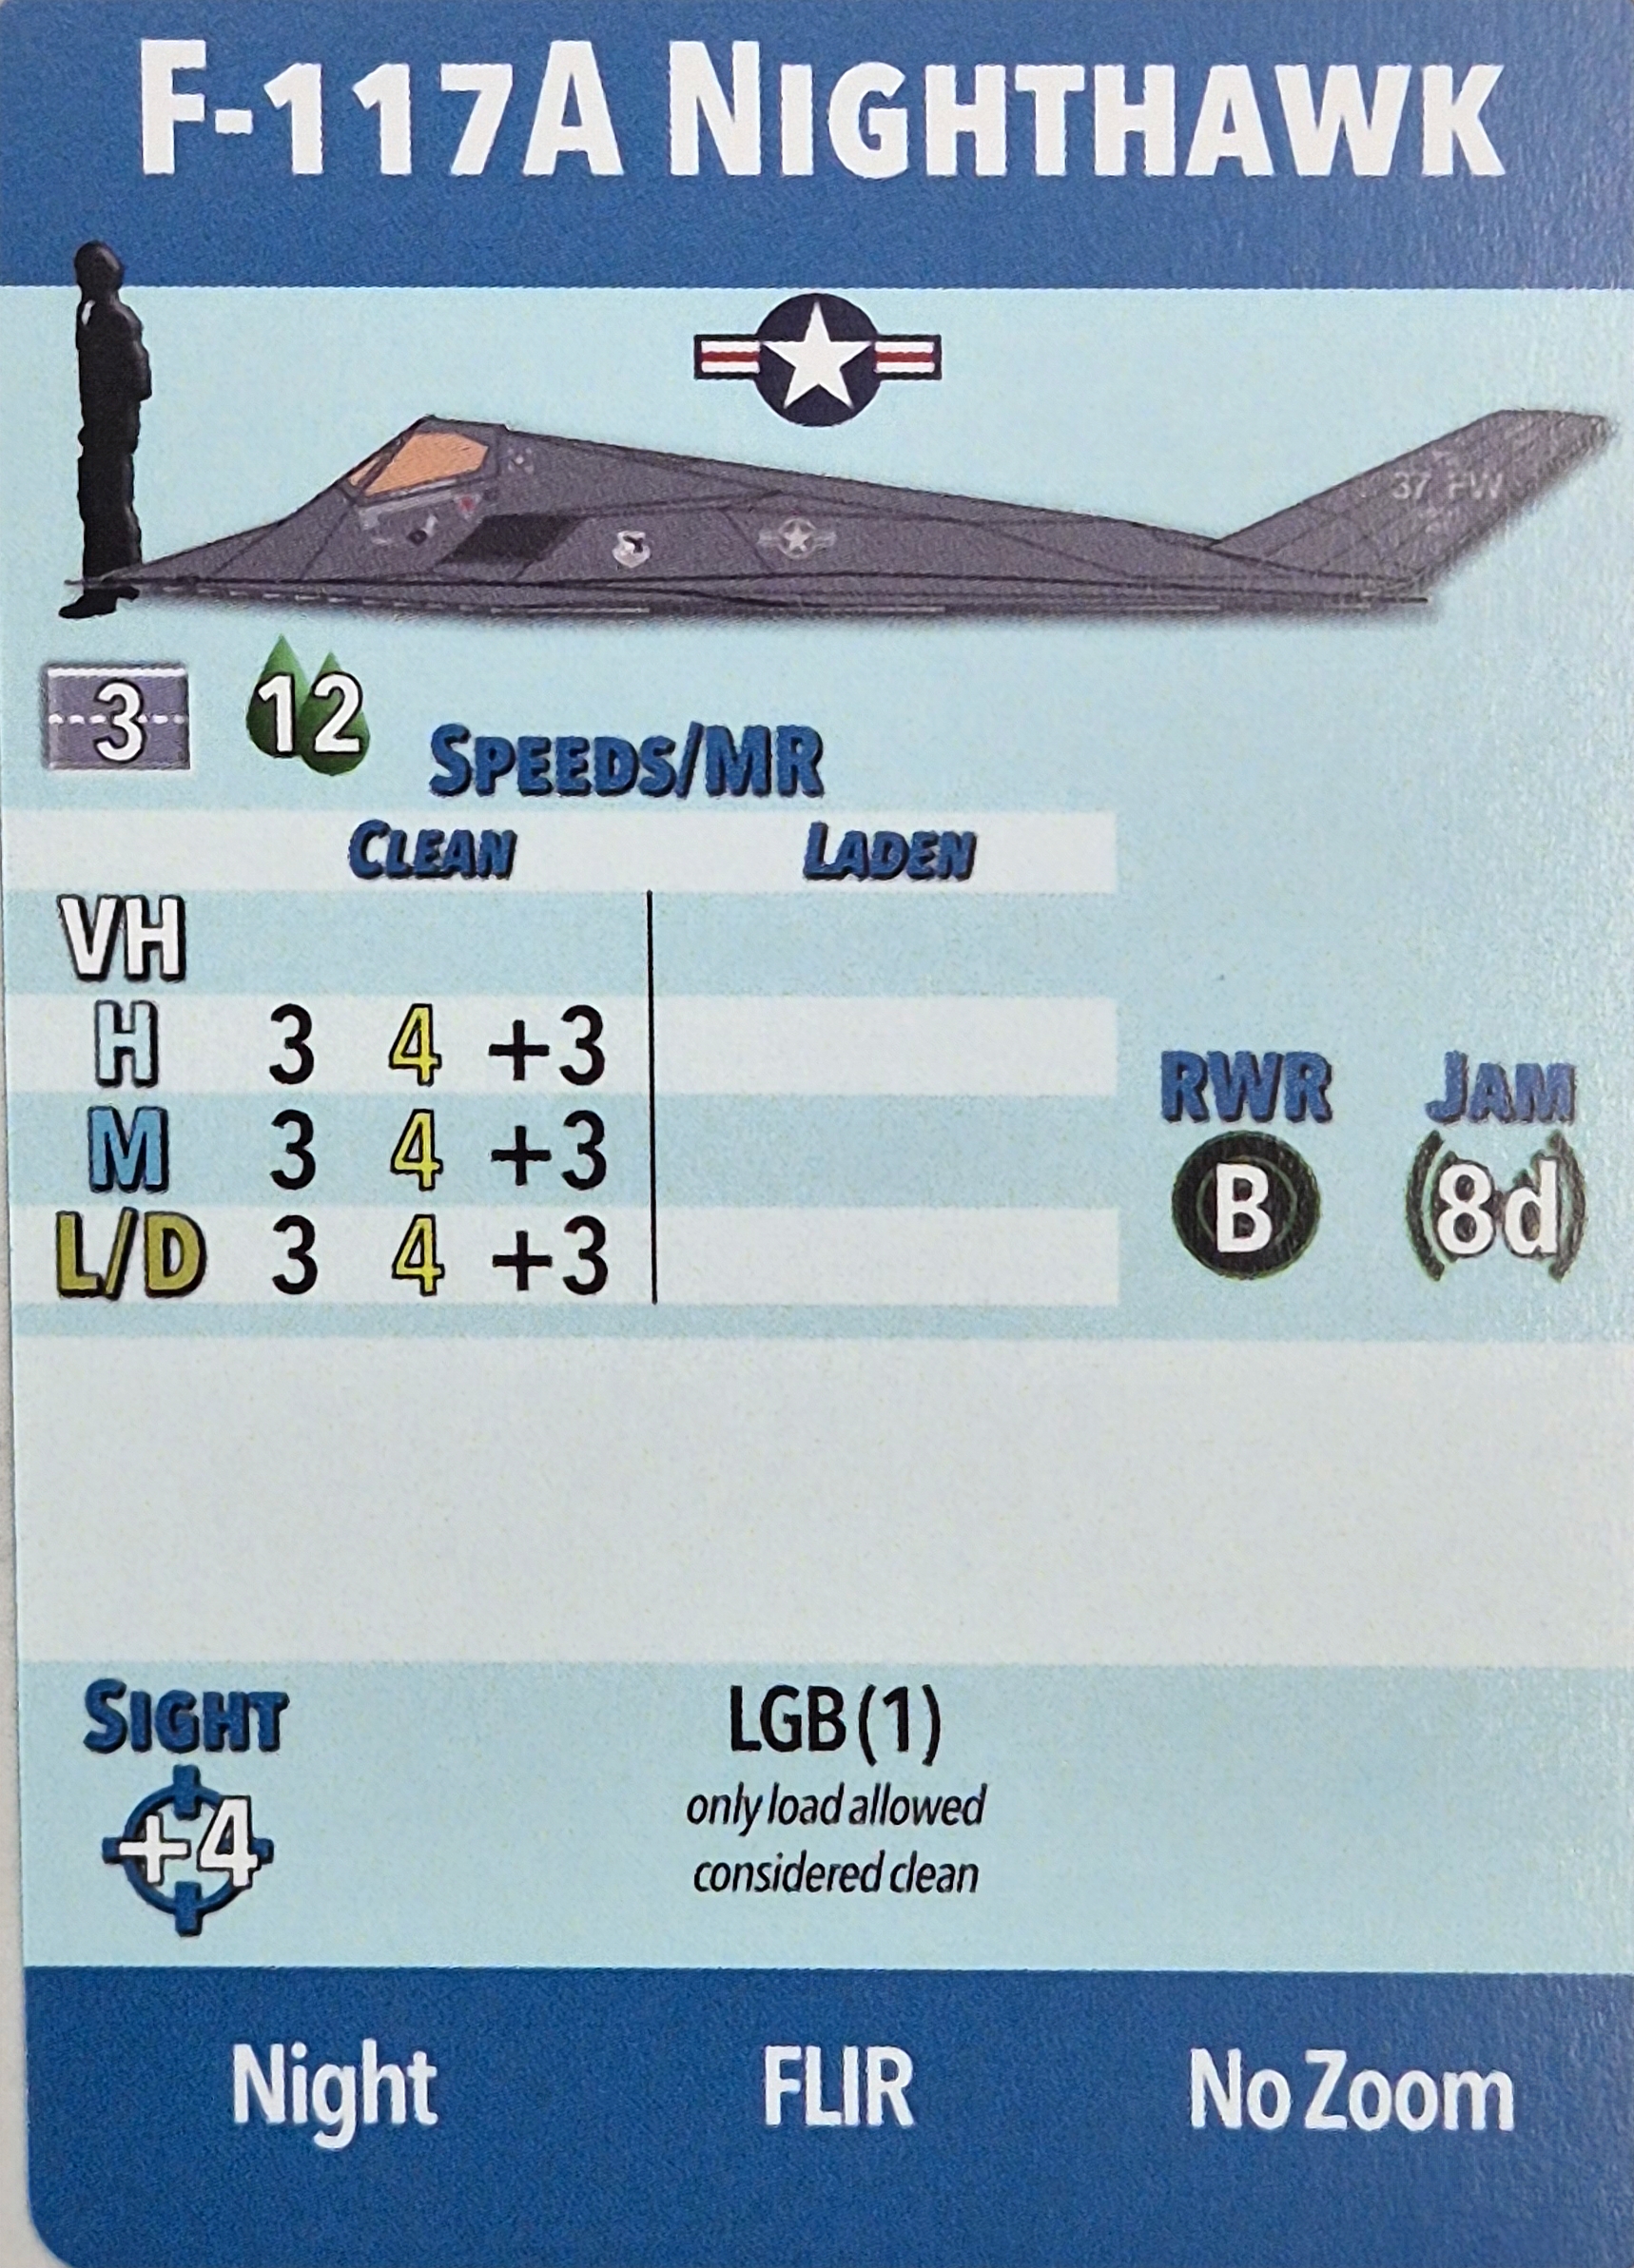 F-117A NIGHTHAWK
37 FW
3 12
SPEEDS/MR
CLEAN LADEN
VH
H 3 4 +3
M 3 4 +3
L/D 3 4 +3
RWR JAM
B 8d
SIGHT
+4
LGB (1)
only load allowed
considered clean
Night FLIR No Zoom